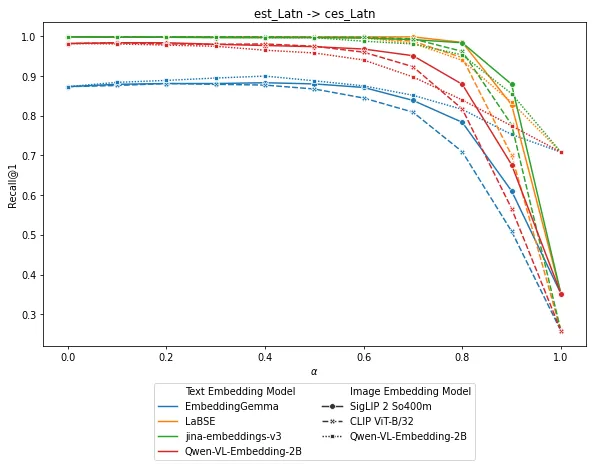 est_Latn -> ces_Latn
Recall@1
1.0
0.9
0.8
0.7
0.6
0.5
0.4
0.3
0.0 0.2 0.4 0.6 0.8 1.0
α
Text Embedding Model Image Embedding Model
EmbeddingGemma SigLIP 2 So400m
LaBSE CLIP ViT-B/32
jina-embeddings-v3 Qwen-VL-Embedding-2B
Qwen-VL-Embedding-2B